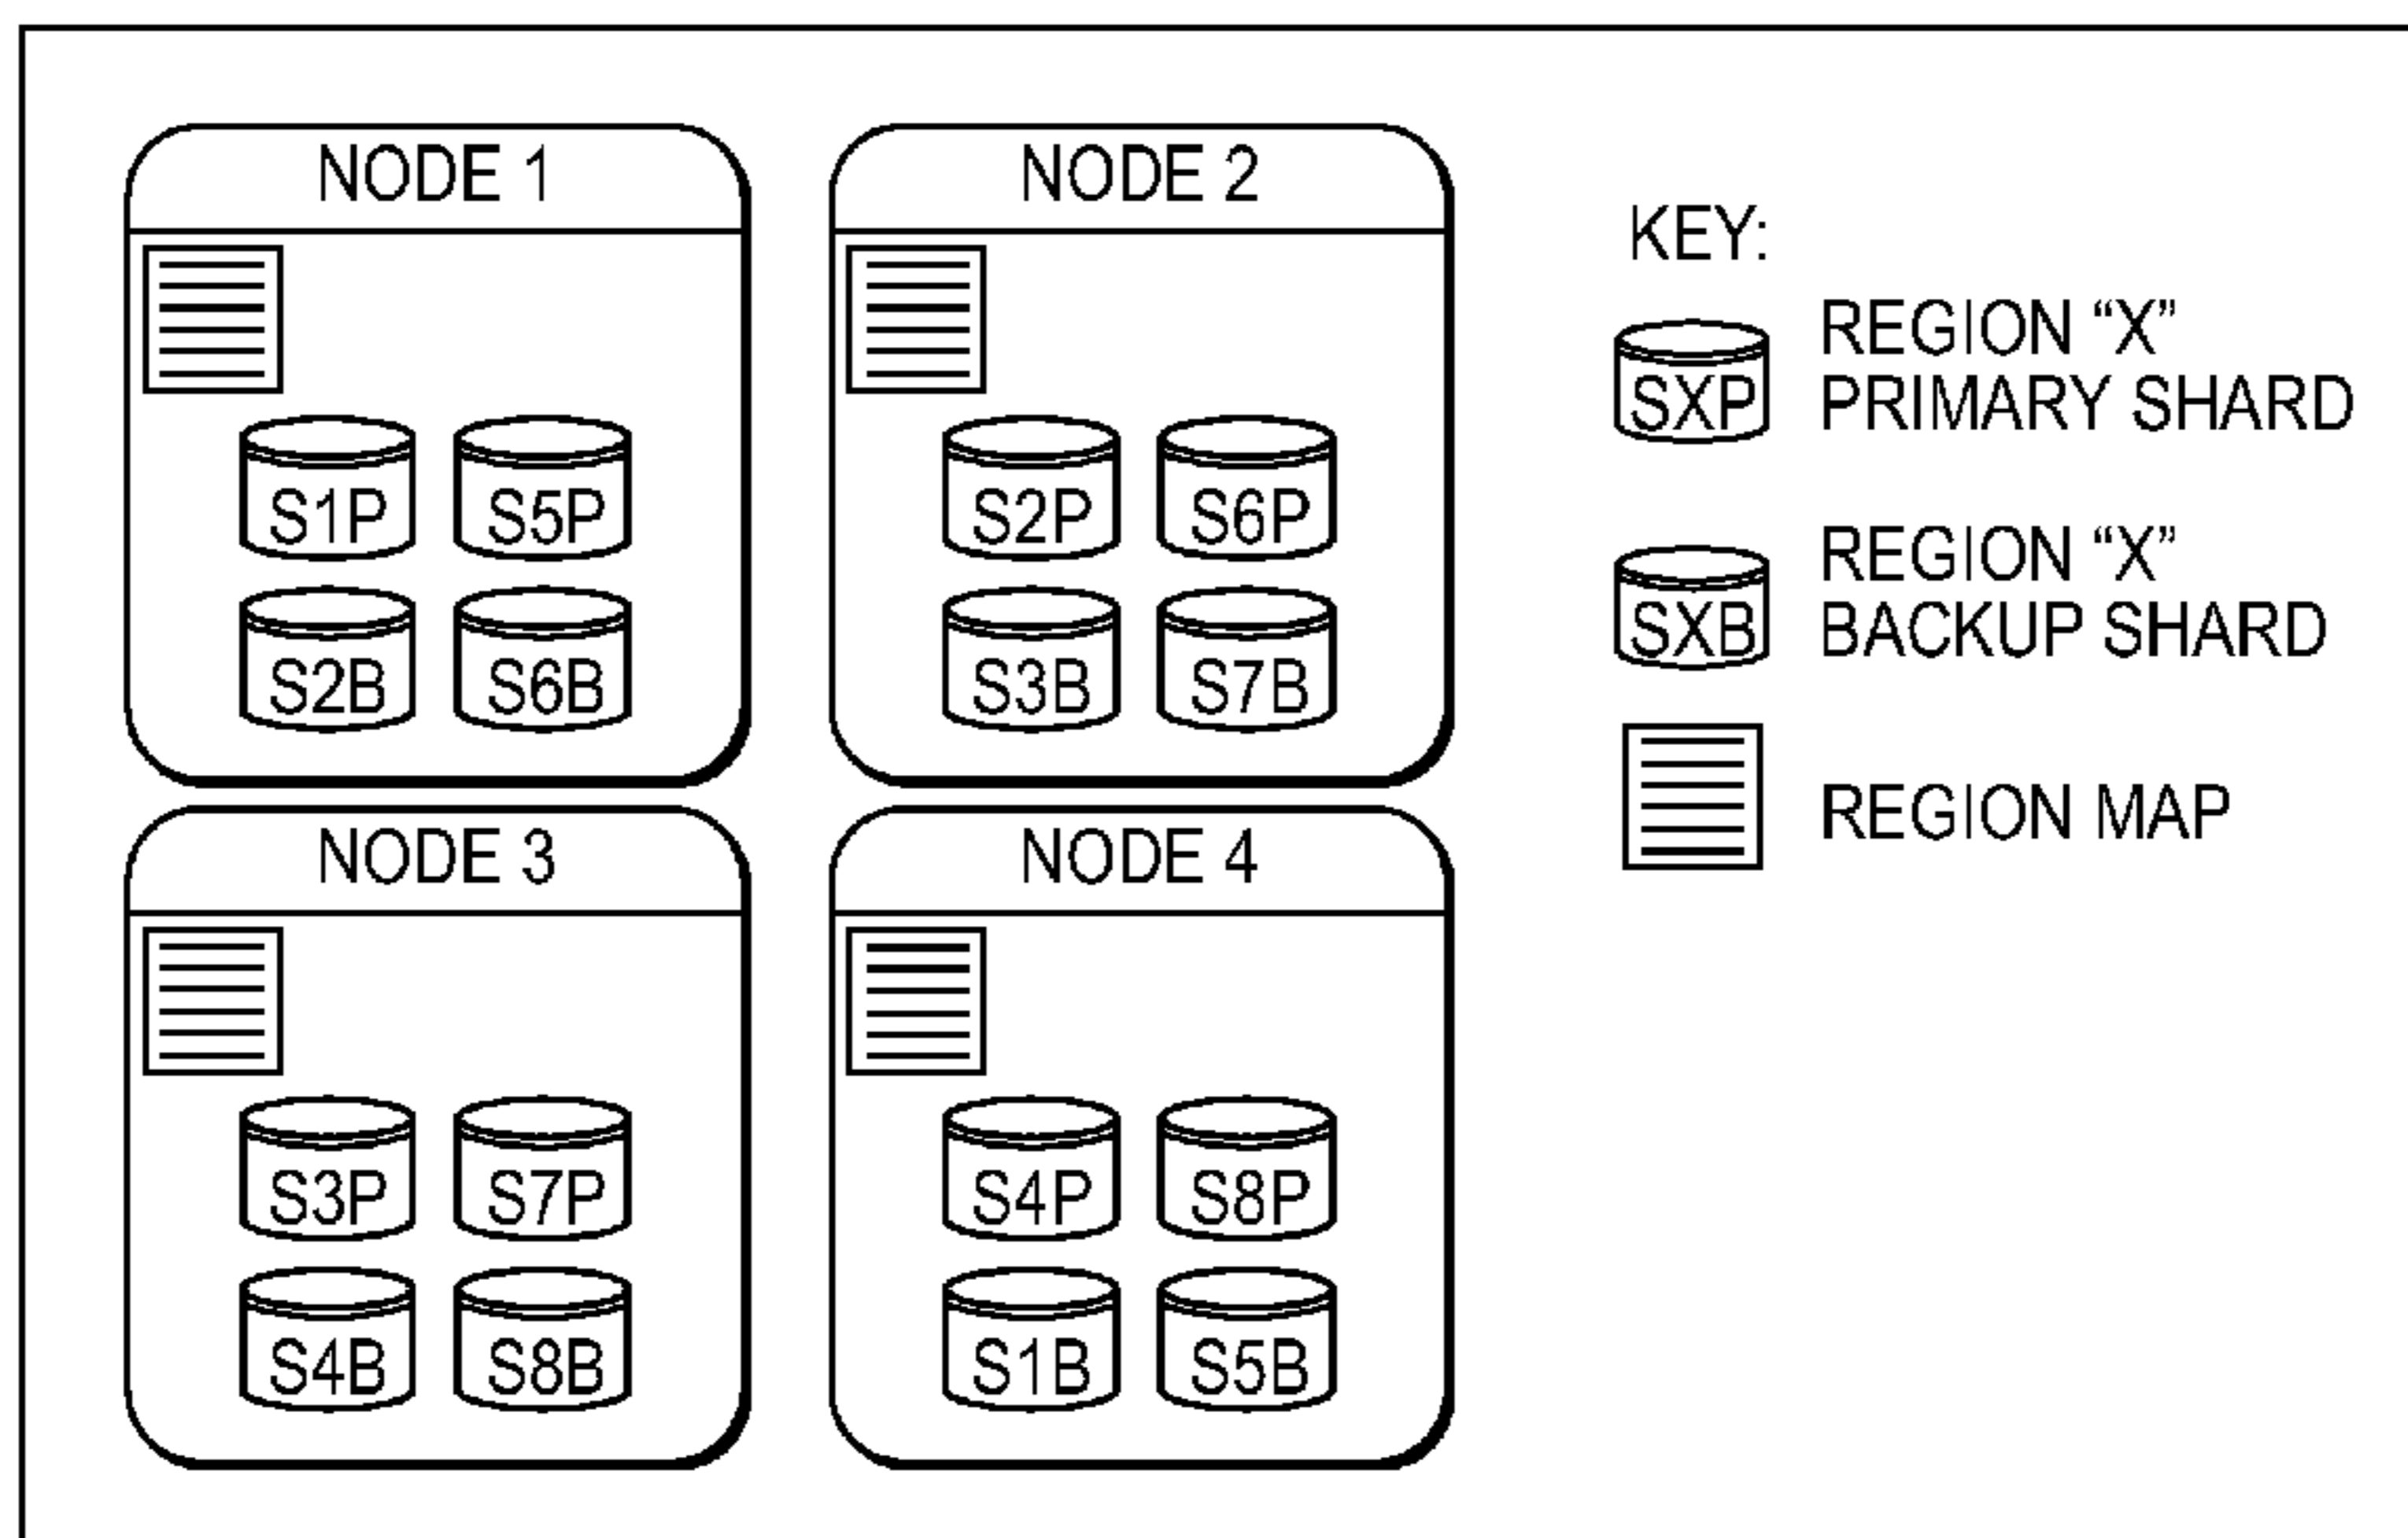 NODE 1
S1P S5P
S2B S6B
NODE 2
S2P S6P
S3B S7B
NODE 3
S3P S7P
S4B S8B
NODE 4
S4P S8P
S1B S5B
KEY:
SXP
REGION “X”
PRIMARY SHARD
SXB
REGION “X”
BACKUP SHARD
REGION MAP